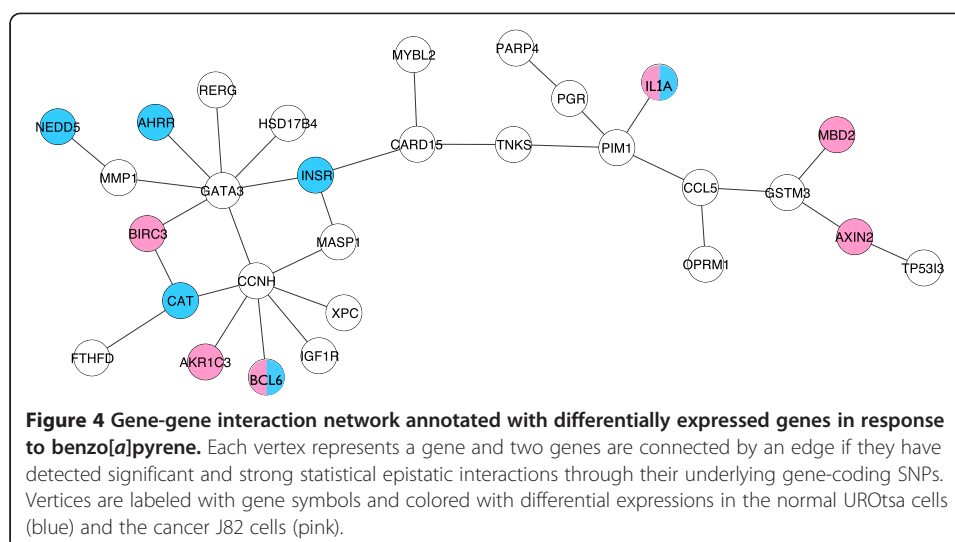 MYBL2
PARP4
IL1A
RERG
PGR
NEDD5
AHRR
HSD17B4
MBD2
CARD15
TNKS
PIM1
MMP1
GATA3
INSR
CCL5
GSTM3
BIRC3
MASP1
AXIN2
OPRM1
TP53I3
CCNH
CAT
XPC
FTHFD
AKR1C3
IGF1R
BCL6
Figure 4 Gene-gene interaction network annotated with differentially expressed genes in response
to benzo[a]pyrene. Each vertex represents a gene and two genes are connected by an edge if they have
detected significant and strong statistical epistatic interactions through their underlying gene-coding SNPs.
Vertices are labeled with gene symbols and colored with differential expressions in the normal UROtsa cells
(blue) and the cancer J82 cells (pink).